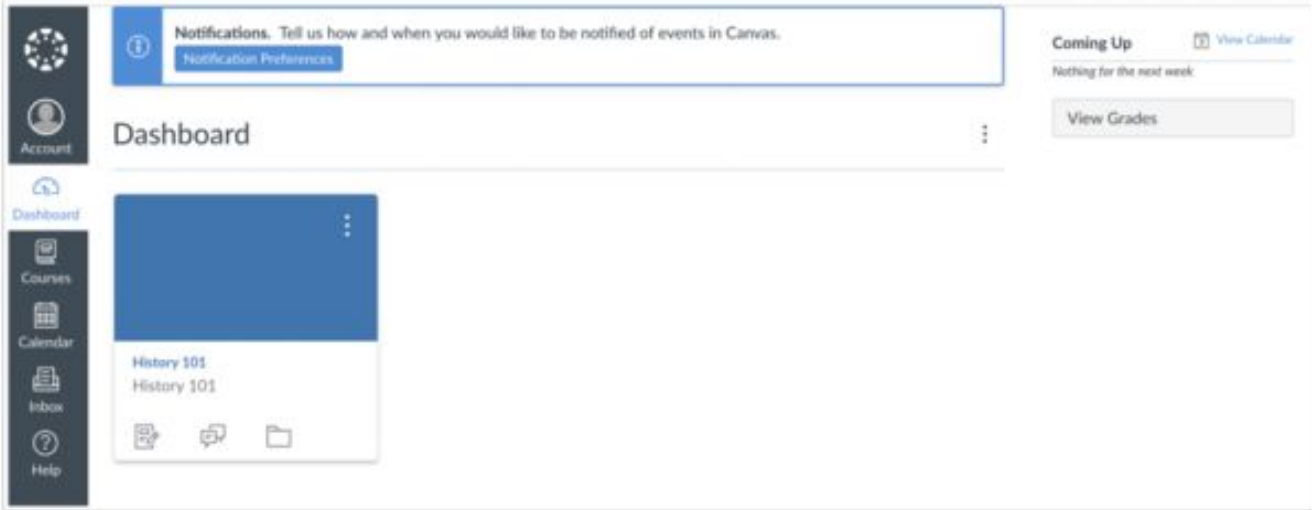 Account
Dashboard
Courses
Calendar
Inbox
Help
Notifications. Tell us how and when you would like to be notified of events in Canvas.
Notification Preferences
Dashboard
History 101
History 101
Coming Up
View Calendar
Nothing for the next week
View Grades